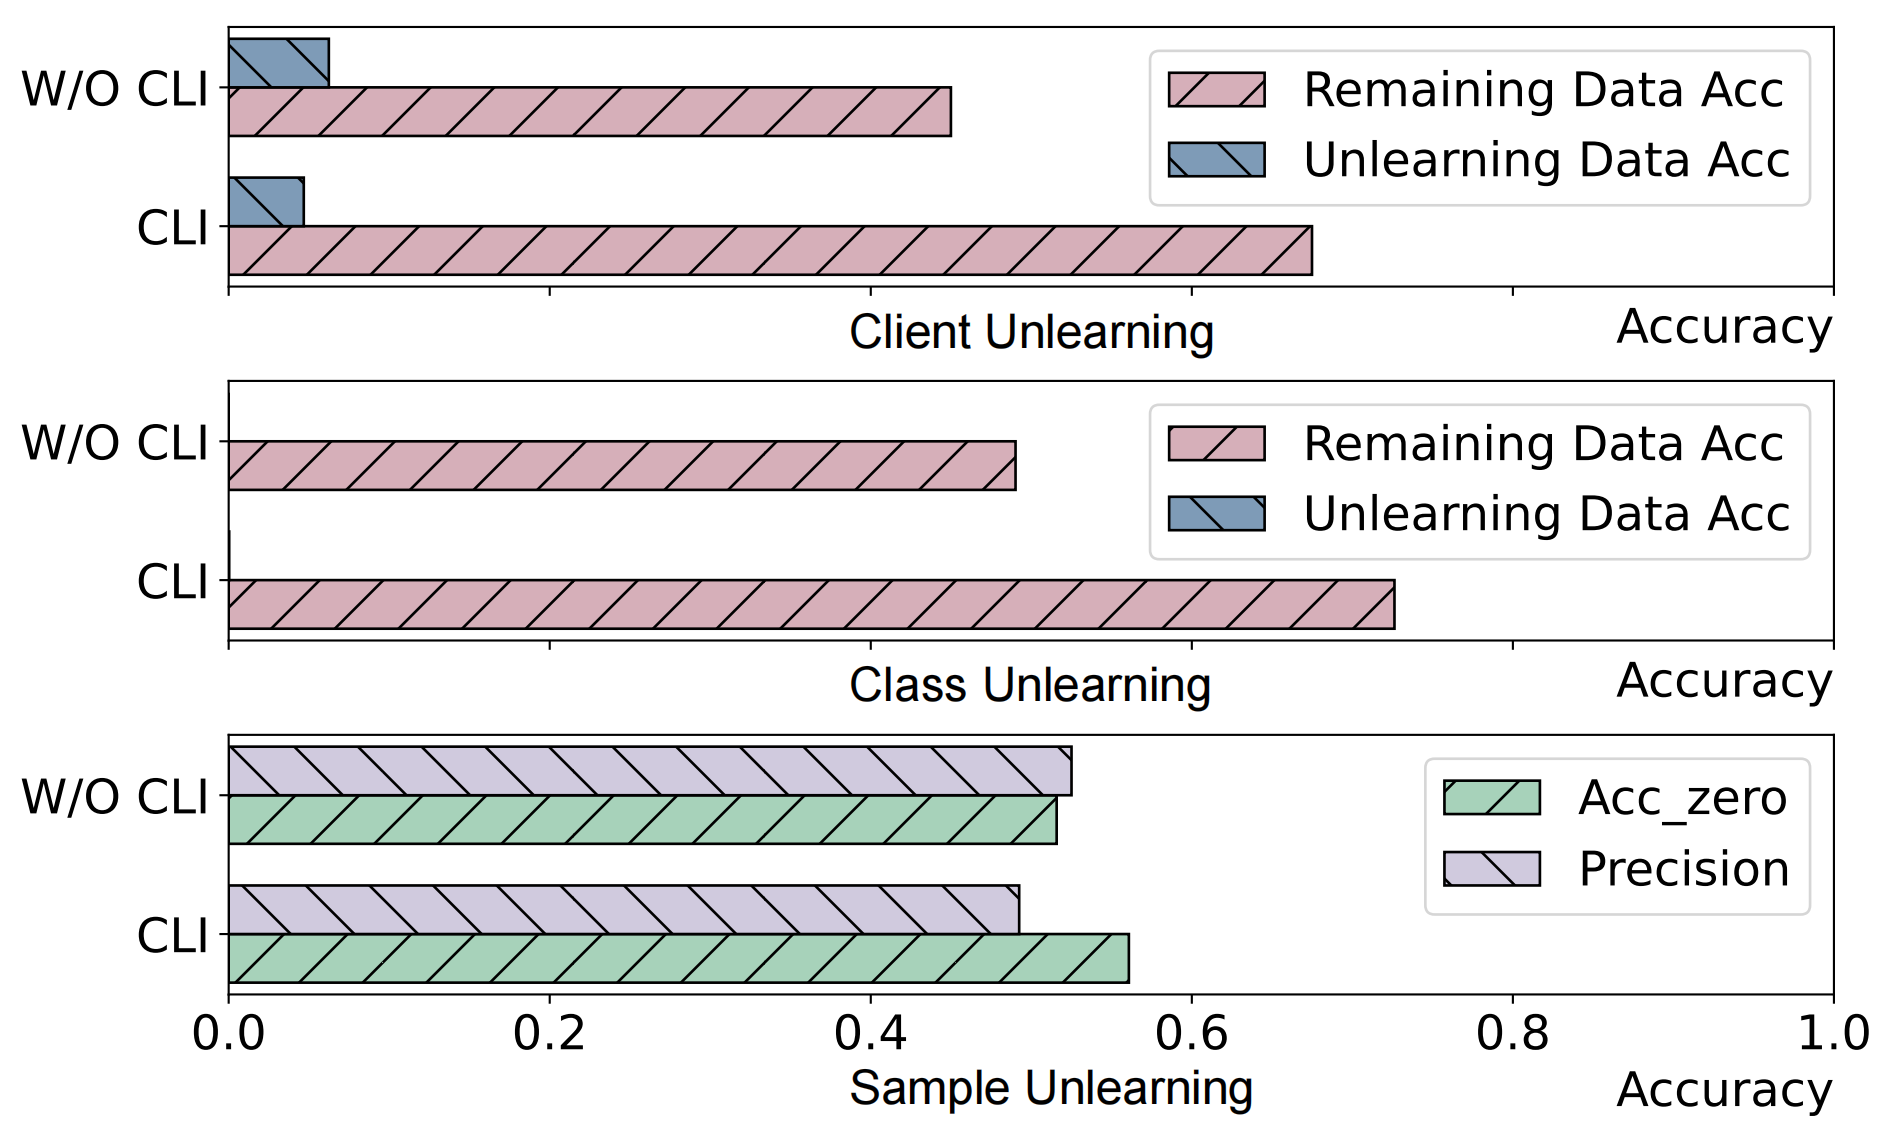 W/O CLI
Remaining Data Acc
Unlearning Data Acc
CLI
Client Unlearning
Accuracy
W/O CLI
Remaining Data Acc
Unlearning Data Acc
CLI
Class Unlearning
Accuracy
W/O CLI
Acc_zero
Precision
CLI
0.0 0.2 0.4 0.6 0.8 1.0
Sample Unlearning
Accuracy